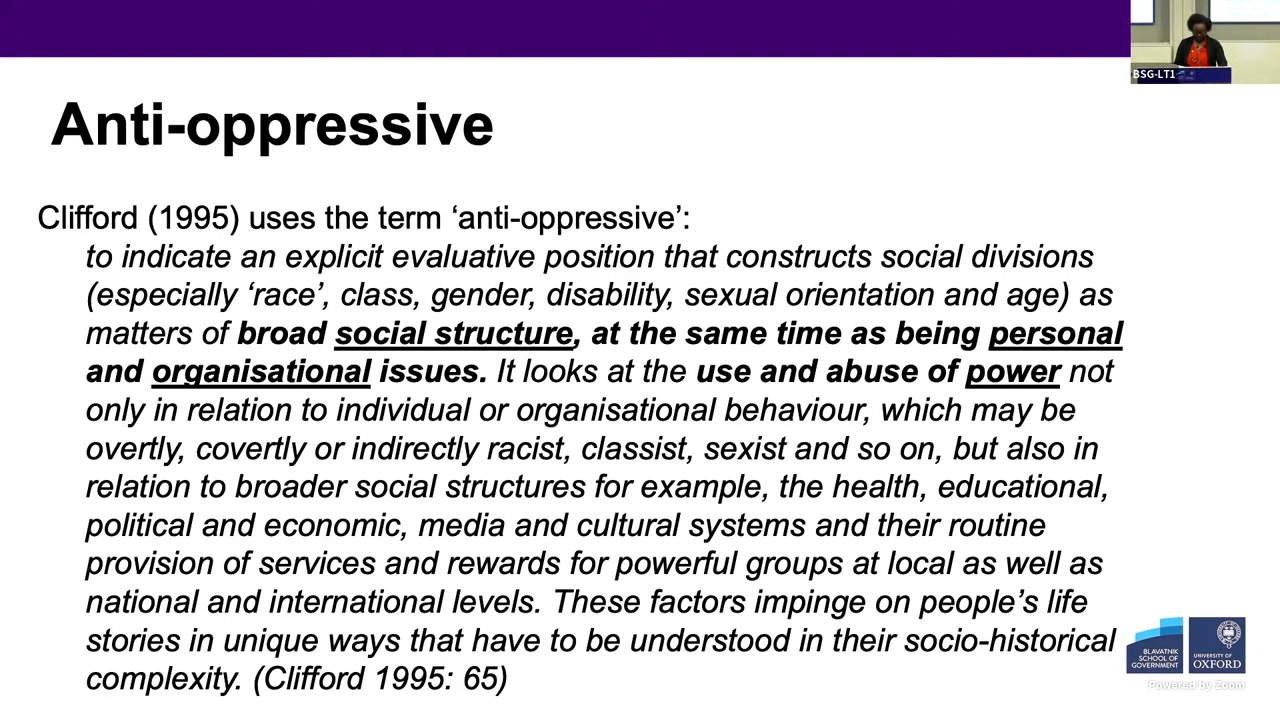 BSG-LT1
Anti-oppressive
Clifford (1995) uses the term ‘anti-oppressive’:
to indicate an explicit evaluative position that constructs social divisions
(especially ‘race’, class, gender, disability, sexual orientation and age) as
matters of broad social structure, at the same time as being personal
and organisational issues. It looks at the use and abuse of power not
only in relation to individual or organisational behaviour, which may be
overtly, covertly or indirectly racist, classist, sexist and so on, but also in
relation to broader social structures for example, the health, educational,
political and economic, media and cultural systems and their routine
provision of services and rewards for powerful groups at local as well as
national and international levels. These factors impinge on people’s life
stories in unique ways that have to be understood in their socio-historical
complexity. (Clifford 1995: 65)
BLAVATNIK
SCHOOL OF
GOVERNMENT
UNIVERSITY OF
OXFORD
Powered by Zoom